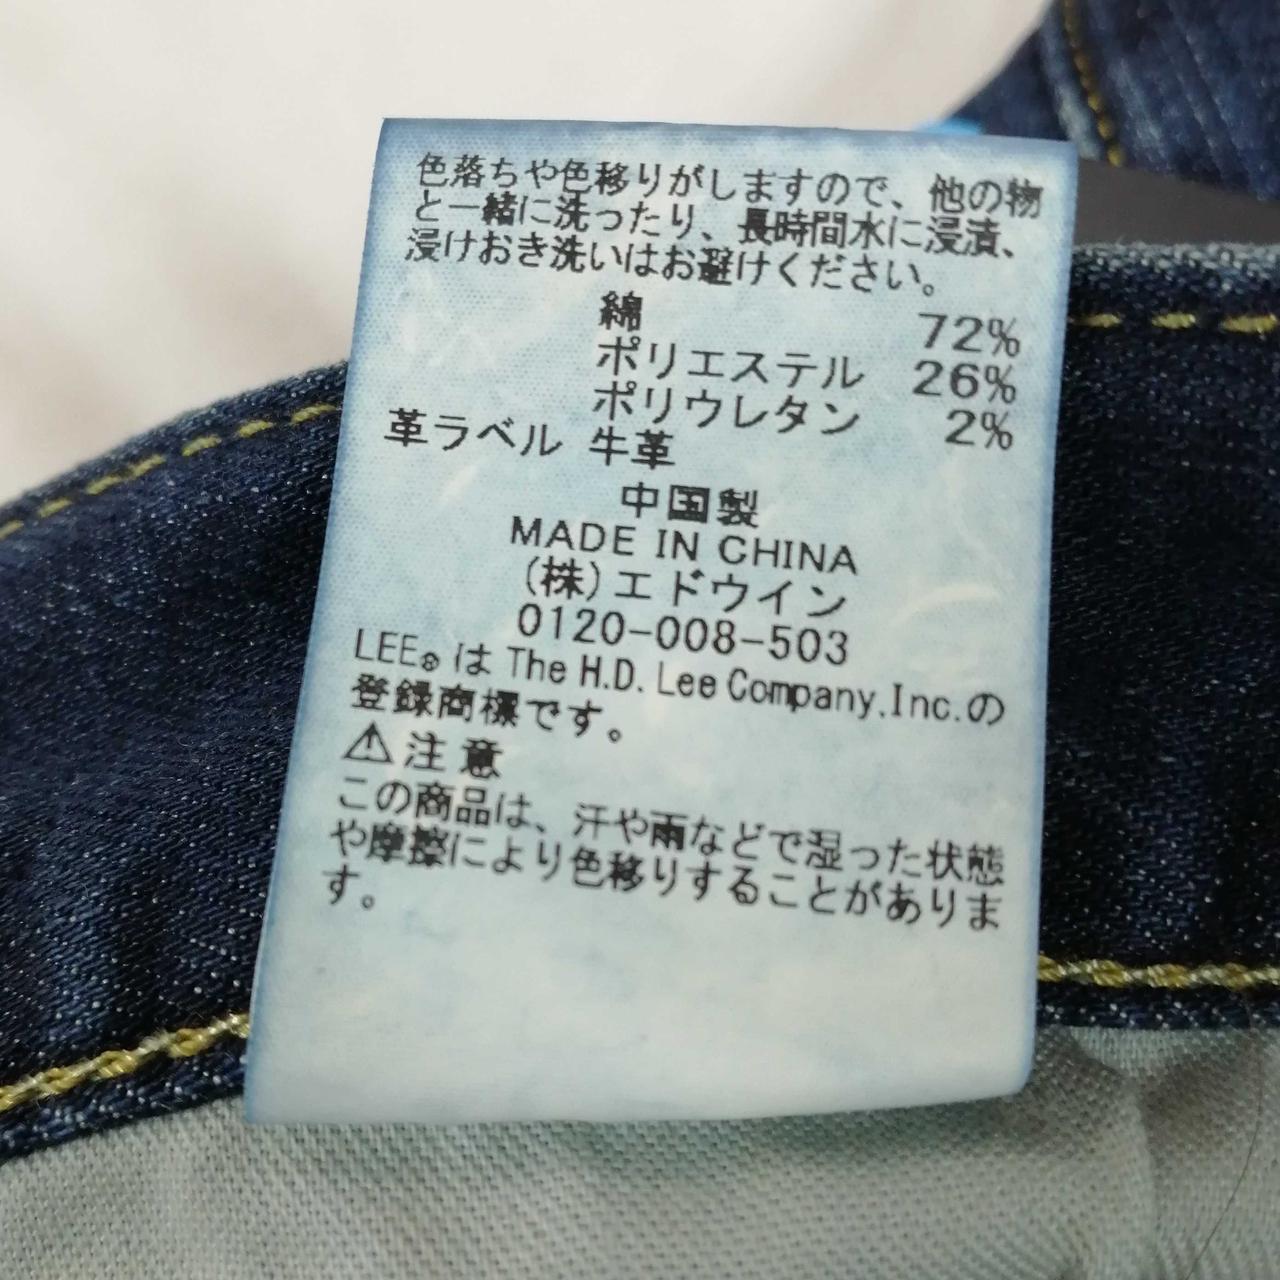 色落ちや色移りがしますので、他の物
と一緒に洗ったり、長時間水に浸漬、
浸けおき洗いはお避けください。
綿 72%
ポリエステル 26%
ポリウレタン 2%
革ラベル 牛革
中国製
MADE IN CHINA
(株)エドウイン
0120-008-503
LEE®は The H.D. Lee Company,Inc.の
登録商標です。
⚠注意
この商品は、汗や雨などで湿った状態
や摩擦により色移りすることがありま
す。